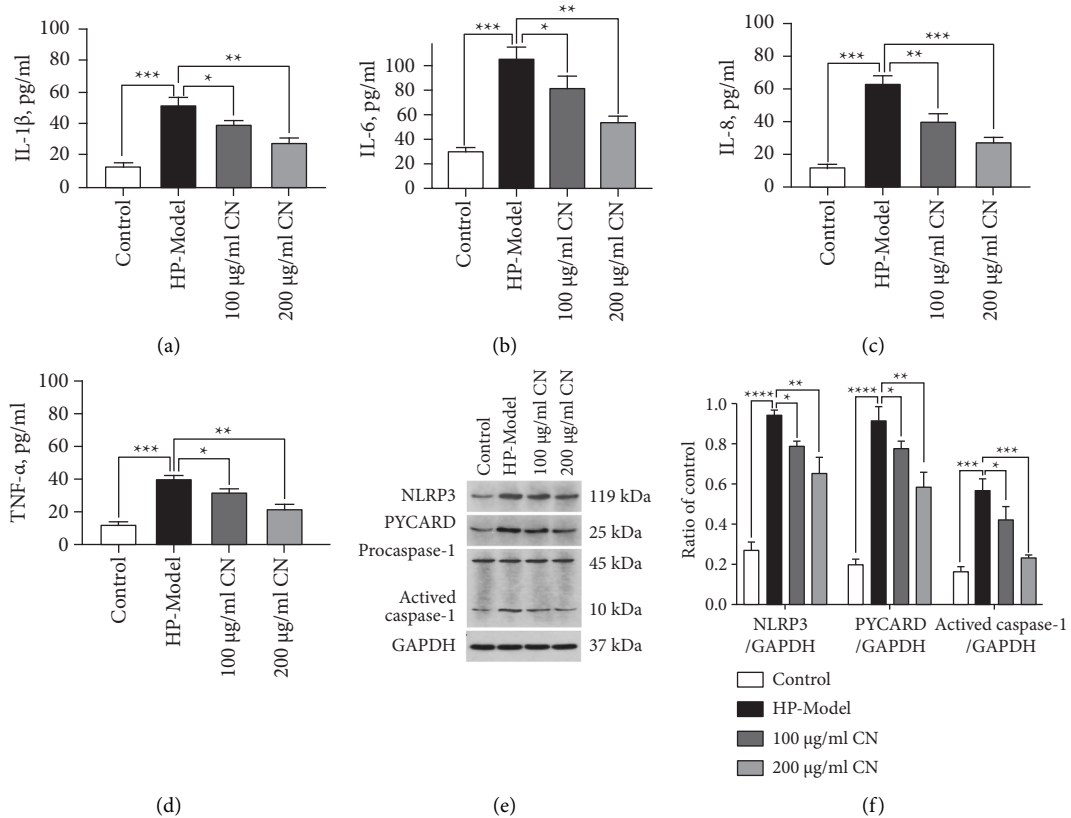 IL-1β, pg/ml
100
80
60
40
20
0
***
*
**
Control
HP-Model
100 μg/ml CN
200 μg/ml CN
(a)
IL-6, pg/ml
100
80
60
40
20
0
***
*
**
Control
HP-Model
100 μg/ml CN
200 μg/ml CN
(b)
IL-8, pg/ml
100
80
60
40
20
0
***
**
***
Control
HP-Model
100 μg/ml CN
200 μg/ml CN
(c)
TNF-α, pg/ml
100
80
60
40
20
0
***
*
**
Control
HP-Model
100 μg/ml CN
200 μg/ml CN
(d)
Control
HP-Model
100 μg/ml CN
200 μg/ml CN
NLRP3
119 kDa
PYCARD
25 kDa
Procaspase-1
45 kDa
Actived
caspase-1
10 kDa
GAPDH
37 kDa
(e)
Ratio of control
1.0
0.8
0.6
0.4
0.2
0.0
****
*
**
****
*
**
***
*
***
NLRP3
/GAPDH
PYCARD
/GAPDH
Actived caspase-1
/GAPDH
Control
HP-Model
100 μg/ml CN
200 μg/ml CN
(f)